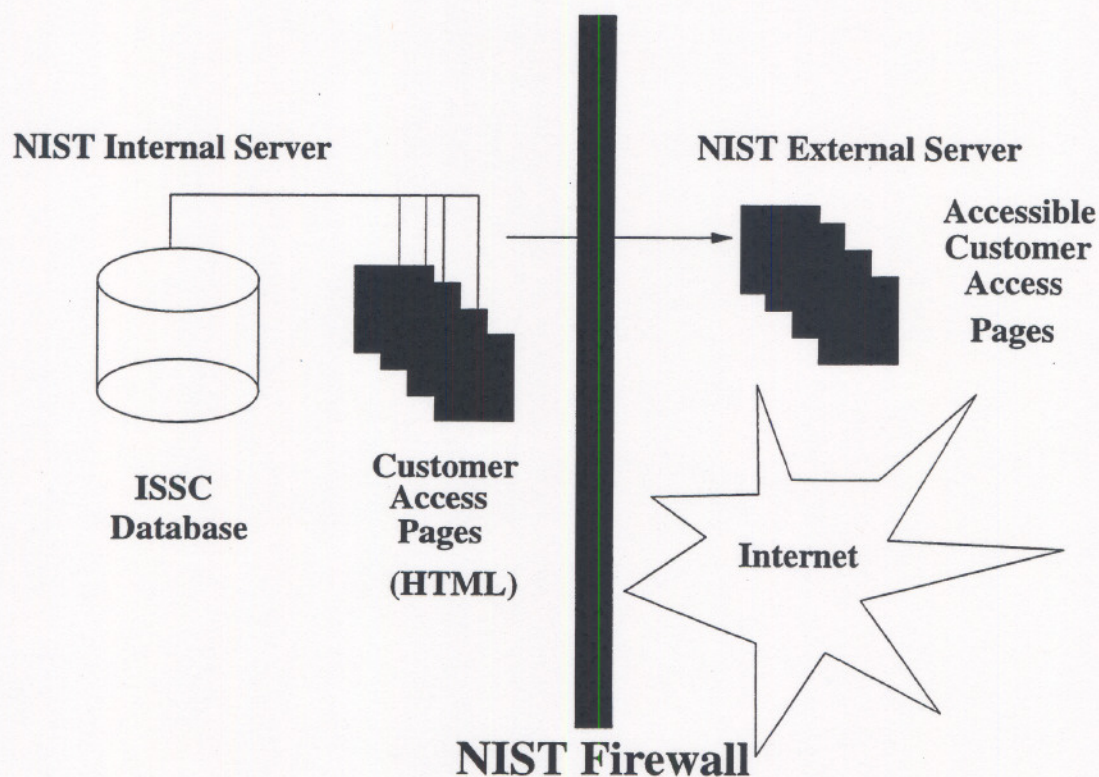 NIST Internal Server
ISSC
Database
Customer
Access
Pages
(HTML)
NIST External Server
Accessible
Customer
Access
Pages
Internet
NIST Firewall